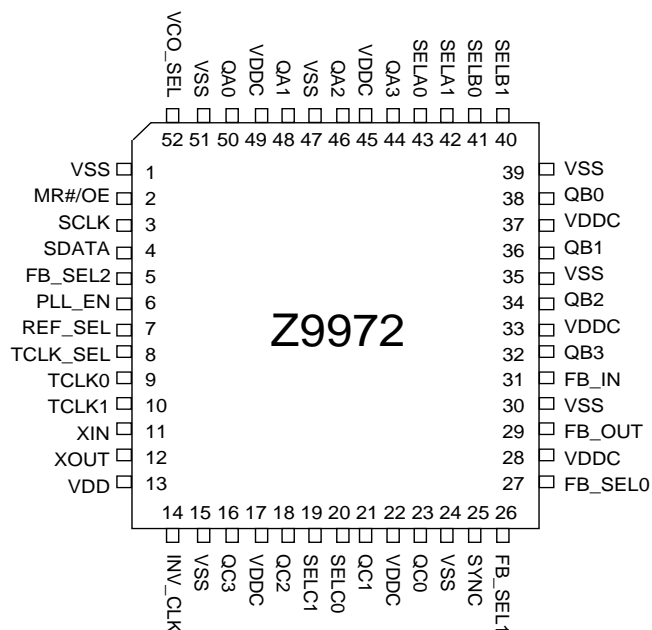 VCO_SEL VSS QA0 VDDC QA1 VSS QA2 VDDC QA3 SELA0 SELA1 SELB0 SELB1
52 51 50 49 48 47 46 45 44 43 42 41 40
VSS 1 39 VSS
MR#/OE 2 38 QB0
SCLK 3 37 VDDC
SDATA 4 36 QB1
FB_SEL2 5 35 VSS
PLL_EN 6 34 QB2
REF_SEL 7 Z9972 33 VDDC
TCLK_SEL 8 32 QB3
TCLK0 9 31 FB_IN
TCLK1 10 30 VSS
XIN 11 29 FB_OUT
XOUT 12 28 VDDC
VDD 13 27 FB_SEL0
14 15 16 17 18 19 20 21 22 23 24 25 26
INV_CLK VSS QC3 VDDC QC2 SELC1 SELC0 QC1 VDDC QC0 VSS SYNC FB_SEL1